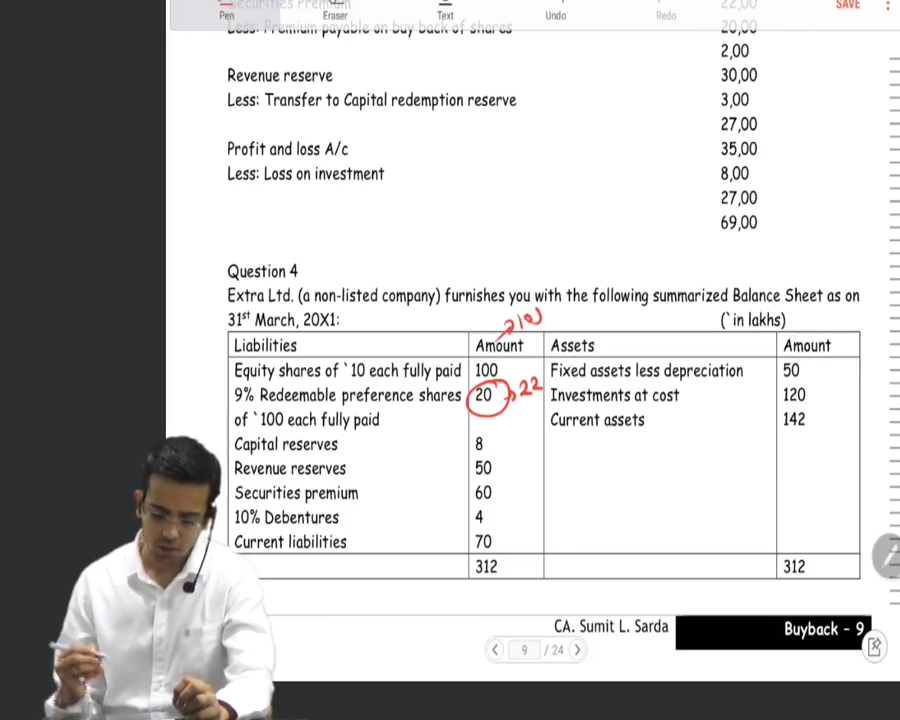 Securities Premium 22,00
Pen Eraser Text Undo Redo SAVE
Less: Premium payable on buy back of shares 20,00
2,00
Revenue reserve 30,00
Less: Transfer to Capital redemption reserve 3,00
27,00
Profit and loss A/c 35,00
Less: Loss on investment 8,00
27,00
69,00
Question 4
Extra Ltd. (a non-listed company) furnishes you with the following summarized Balance Sheet as on
31st March, 20X1: (`in lakhs)
Liabilities Amount Assets Amount
Equity shares of `10 each fully paid 100 Fixed assets less depreciation 50
9% Redeemable preference shares 20 22 Investments at cost 120
of `100 each fully paid Current assets 142
Capital reserves 8
Revenue reserves 50
Securities premium 60
10% Debentures 4
Current liabilities 70
312 312
CA. Sumit L. Sarda Buyback - 9
9 / 24